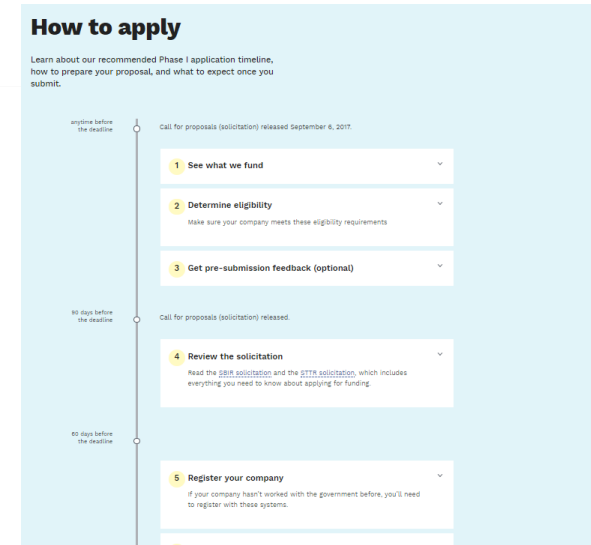 How to apply
Learn about our recommended Phase I application timeline,
how to prepare your proposal, and what to expect once you
submit.
anytime before
the deadline
Call for proposals (solicitation) released September 6, 2017.
1 See what we fund
2 Determine eligibility
Make sure your company meets these eligibility requirements
3 Get pre-submission feedback (optional)
90 days before
the deadline
Call for proposals (solicitation) released.
4 Review the solicitation
Read the SBIR solicitation and the STTR solicitation, which includes
everything you need to know about applying for funding
60 days before
the deadline
5 Register your company
If your company hasn't worked with the government before, you'll need
to register with these systems.